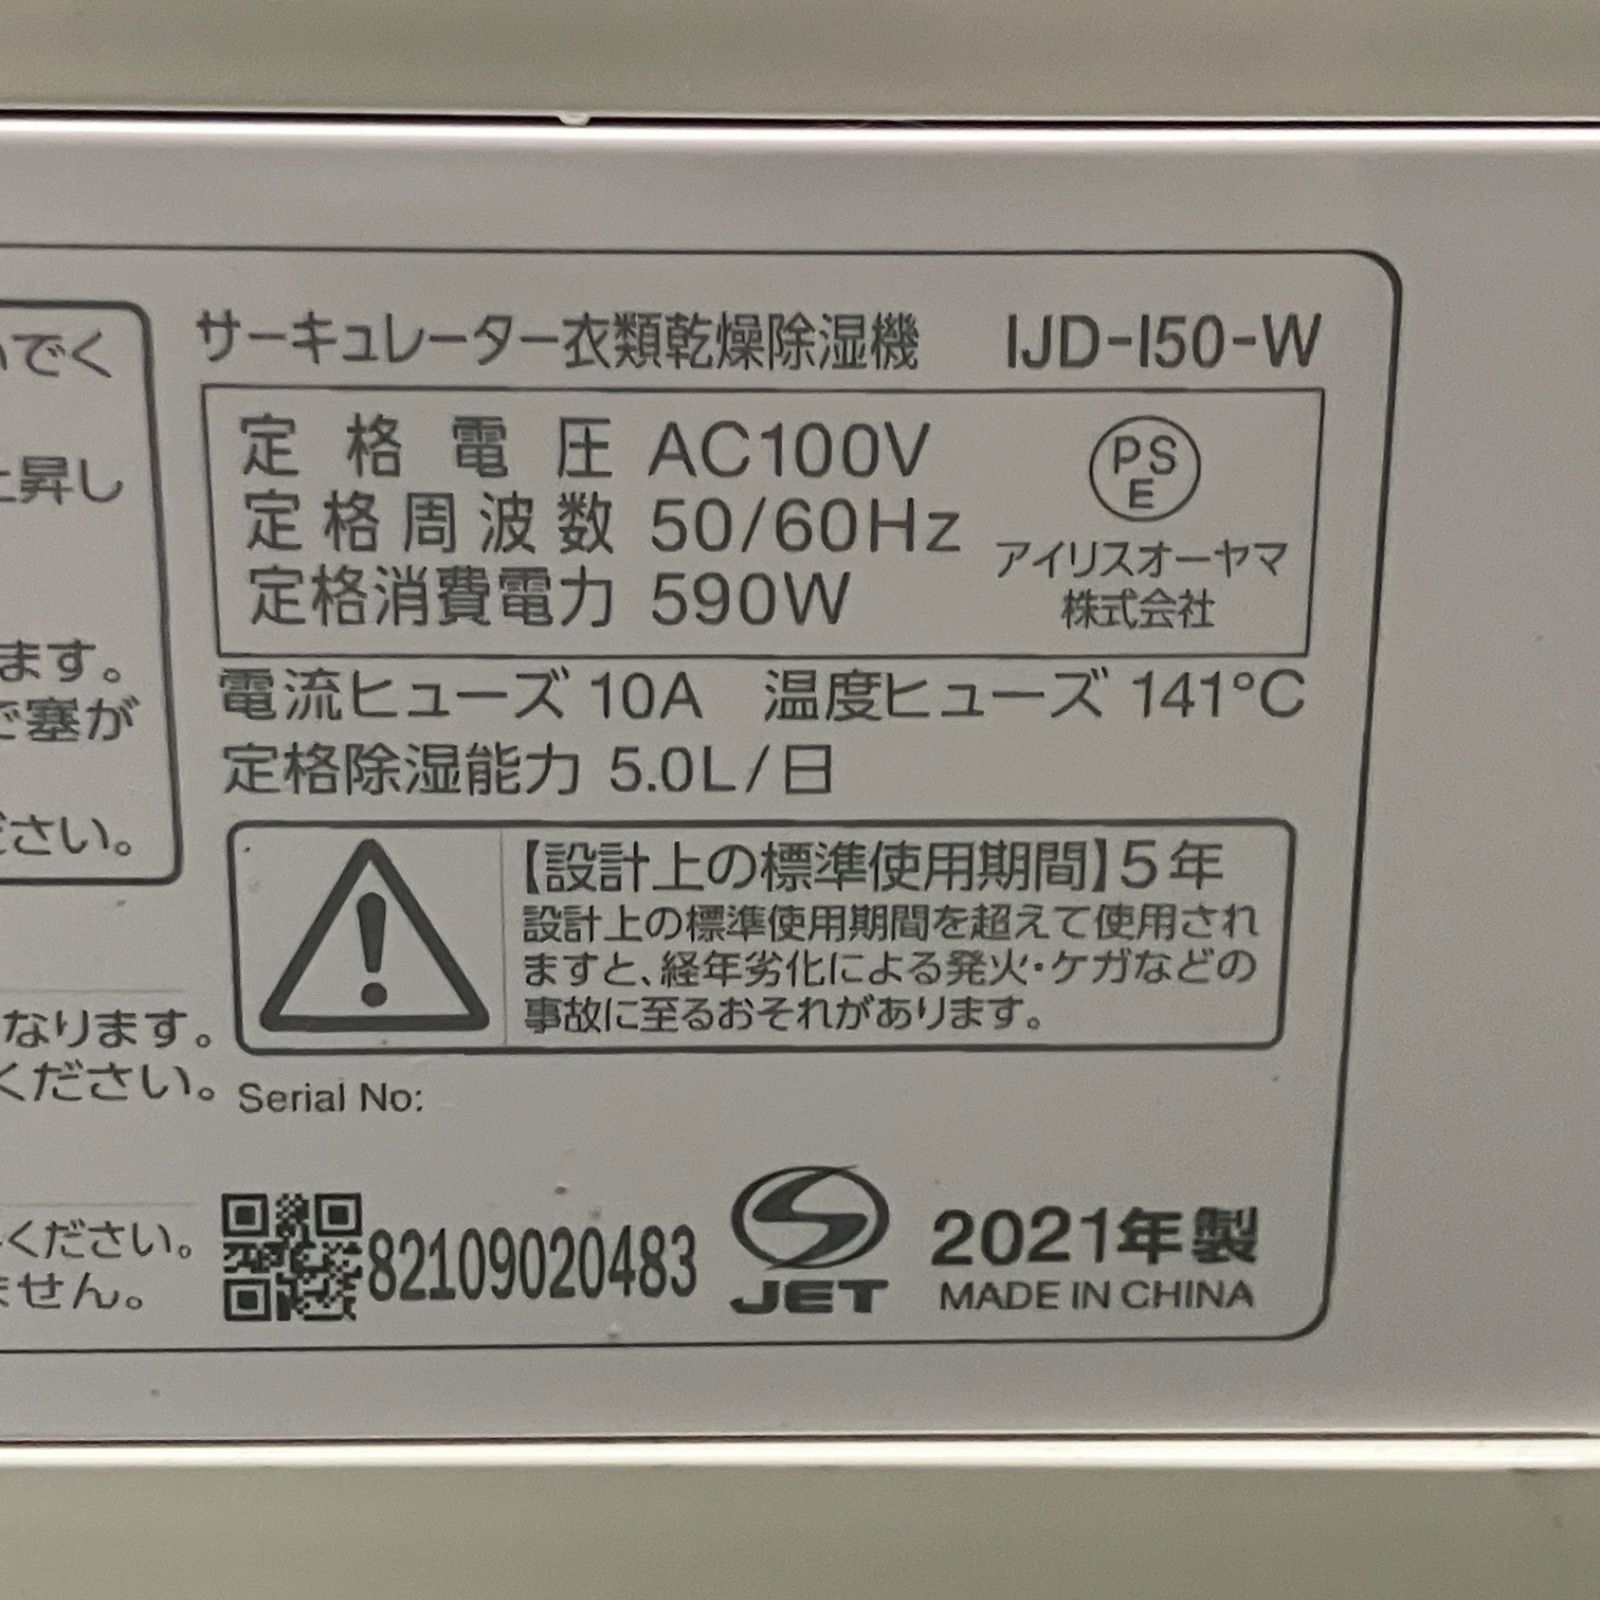 いでく
上昇し
ます。
で塞が
ださい。
なります。
ください。
ください。
ません。
サーキュレーター衣類乾燥除湿機 IJD-I50-W
定格電圧 AC100V
定格周波数 50/60Hz
定格消費電力 590W
PS
E
アイリスオーヤマ
株式会社
電流ヒューズ 10A 温度ヒューズ 141℃
定格除湿能力 5.0L/日
【設計上の標準使用期間】5年
設計上の標準使用期間を超えて使用され
ますと、経年劣化による発火・ケガなどの
事故に至るおそれがあります。
Serial No:
82109020483
JET
2021年製
MADE IN CHINA